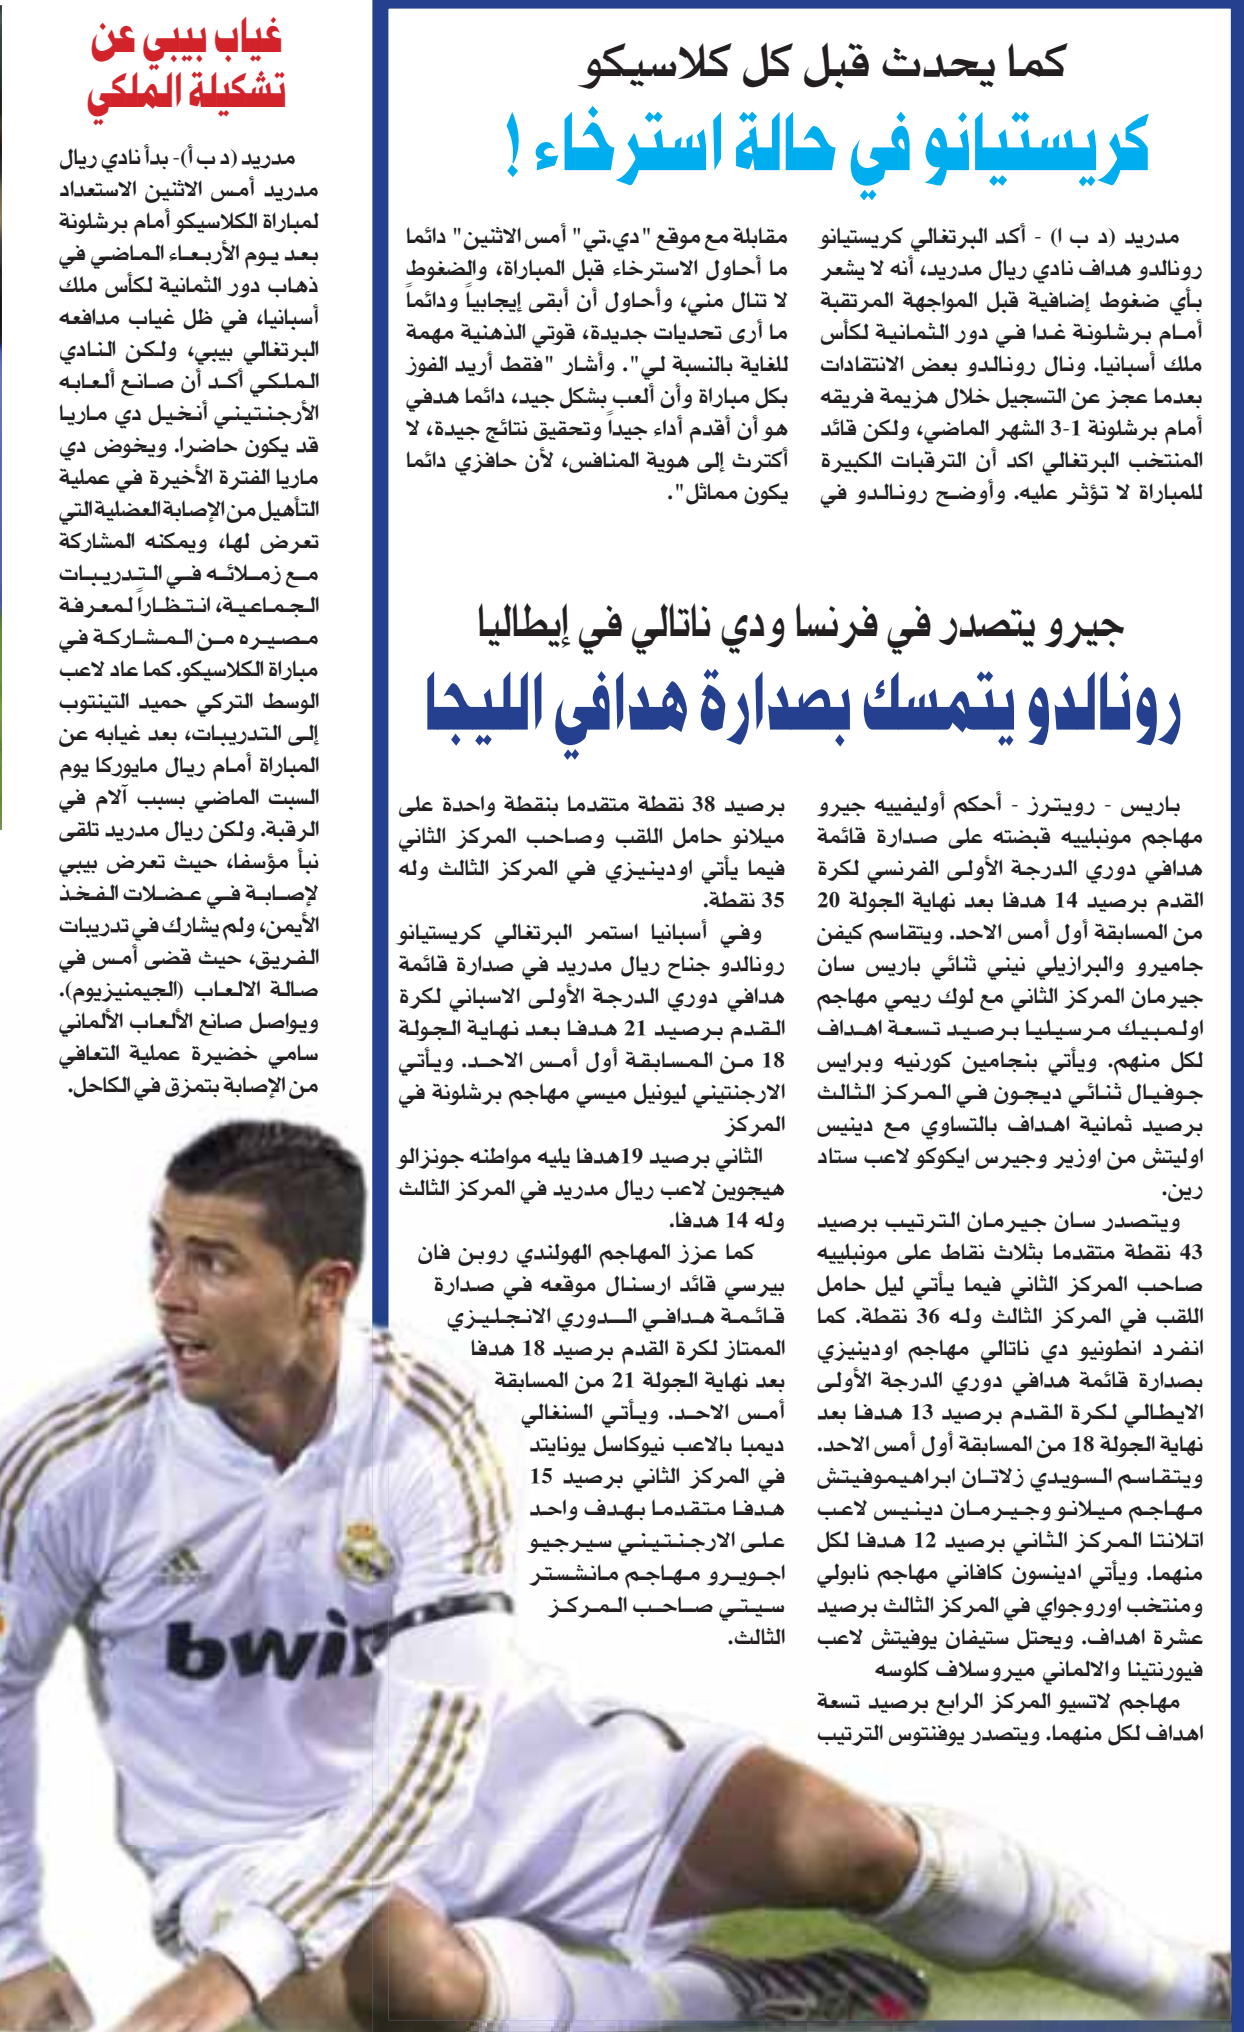 كما يحدث قبل كل كلاسيكو
كريستيانو في حالة استرخاء !
مدريد (د ب ا) - أكد البرتغالي كريستيانو
رونالدو هداف نادي ريال مدريد، أنه لا يشعر
بأي ضغوط إضافية قبل المواجهة المرتقبة
أمام برشلونة غدا في دور الثمانية لكأس
ملك أسبانيا. ونال رونالدو بعض الانتقادات
بعدما عجز عن التسجيل خلال هزيمة فريقه
أمام برشلونة 1-3 الشهر الماضي، ولكن قائد
المنتخب البرتغالي اكد أن الترقبات الكبيرة
للمباراة لا تؤثر عليه. وأوضح رونالدو في
مقابلة مع موقع "دي.تي" أمس الاثنين" دائما
ما أحاول الاسترخاء قبل المباراة، والضغوط
لا تنال مني، وأحاول أن أبقى إيجابياً ودائماً
ما أرى تحديات جديدة، قوتي الذهنية مهمة
للغاية بالنسبة لي". وأشار "فقط أريد الفوز
بكل مباراة وأن ألعب بشكل جيد، دائما هدفي
هو أن أقدم أداء جيداً وتحقيق نتائج جيدة، لا
أكترث إلى هوية المنافس، لأن حافزي دائما
يكون مماثل".
جيرو يتصدر في فرنسا ودي ناتالي في إيطاليا
رونالدو يتمسك بصدارة هدافي الليجا
باريس - رويترز - أحكم أوليفييه جيرو
مهاجم مونبلييه قبضته على صدارة قائمة
هدافي دوري الدرجة الأولى الفرنسي لكرة
القدم برصيد 14 هدفا بعد نهاية الجولة 20
من المسابقة أول أمس الاحد. ويتقاسم كيفن
جاميرو والبرازيلي نيني ثنائي باريس سان
جيرمان المركز الثاني مع لوك ريمي مهاجم
اولمبيك مرسيليا برصيد تسعة اهداف
لكل منهم. ويأتي بنجامين كورنيه وبرايس
جوفيال ثنائي ديجون في المركز الثالث
برصيد ثمانية اهداف بالتساوي مع دينيس
اوليتش من اوزير وجيرس ايكوكو لاعب ستاد
رين.
ويتصدر سان جيرمان الترتيب برصيد
43 نقطة متقدما بثلاث نقاط على مونبلييه
صاحب المركز الثاني فيما يأتي ليل حامل
اللقب في المركز الثالث وله 36 نقطة. كما
انفرد انطونيو دي ناتالي مهاجم اودينيزي
بصدارة قائمة هدافي دوري الدرجة الأولى
الايطالي لكرة القدم برصيد 13 هدفا بعد
نهاية الجولة 18 من المسابقة أول أمس الاحد.
ويتقاسم السويدي زلاتان ابراهيموفيتش
مهاجم ميلانو وجيرمان دينيس لاعب
اتلانتا المركز الثاني برصيد 12 هدفا لكل
منهما. ويأتي ادينسون كافاني مهاجم نابولي
ومنتخب اوروجواي في المركز الثالث برصيد
عشرة اهداف. ويحتل ستيفان يوفيتش لاعب
فيورنتينا والالماني ميروسلاف كلوسه
مهاجم لاتسيو المركز الرابع برصيد تسعة
اهداف لكل منهما. ويتصدر يوفنتوس الترتيب
برصيد 38 نقطة متقدما بنقطة واحدة على
ميلانو حامل اللقب وصاحب المركز الثاني
فيما يأتي اودينيزي في المركز الثالث وله
35 نقطة.
وفي أسبانيا استمر البرتغالي كريستيانو
رونالدو جناح ريال مدريد في صدارة قائمة
هدافي دوري الدرجة الأولى الاسباني لكرة
القدم برصيد 21 هدفا بعد نهاية الجولة
18 من المسابقة أول أمس الاحد. ويأتي
الارجنتيني ليونيل ميسي مهاجم برشلونة في
المركز
الثاني برصيد 19هدفا يليه مواطنه جونزالو
هيجوين لاعب ريال مدريد في المركز الثالث
وله 14 هدفا.
كما عزز المهاجم الهولندي روبن فان
بيرسي قائد ارسنال موقعه في صدارة
قائمة هدافي الدوري الانجليزي
الممتاز لكرة القدم برصيد 18 هدفا
بعد نهاية الجولة 21 من المسابقة
أمس الاحد. ويأتي السنغالي
ديمبا بالاعب نيوكاسل يونايتد
في المركز الثاني برصيد 15
هدفا متقدما بهدف واحد
على الارجنتيني سيرجيو
اجويرو مهاجم مانشستر
سيتي صاحب المركز
الثالث.
غياب بيبي عن
تشكيلة الملكي
مدريد (د ب أ)- بدأ نادي ريال
مدريد أمس الاثنين الاستعداد
لمباراة الكلاسيكو أمام برشلونة
بعد يوم الأربعاء الماضي في
ذهاب دور الثمانية لكأس ملك
أسبانيا، في ظل غياب مدافعه
البرتغالي بيبي، ولكن النادي
الملكي أكد أن صانع ألعابه
الأرجنتيني أنخيل دي ماريا
قد يكون حاضرا. ويخوض دي
ماريا الفترة الأخيرة في عملية
التأهيل من الإصابة العضلية التي
تعرض لها، ويمكنه المشاركة
مع زملائه في التدريبات
الجماعية، انتظاراً لمعرفة
مصيره من المشاركة في
مباراة الكلاسيكو. كما عاد لاعب
الوسط التركي حميد التينتوب
إلى التدريبات، بعد غيابه عن
المباراة أمام ريال مايوركا يوم
السبت الماضي بسبب آلام في
الرقبة. ولكن ريال مدريد تلقى
نبأ مؤسفا، حيث تعرض بيبي
لإصابة في عضلات الفخذ
الأيمن، ولم يشارك في تدريبات
الفريق، حيث قضى أمس في
صالة الالعاب (الجيمنيزيوم).
ويواصل صانع الألعاب الألماني
سامي خضيرة عملية التعافي
من الإصابة بتمزق في الكاحل.
bwin